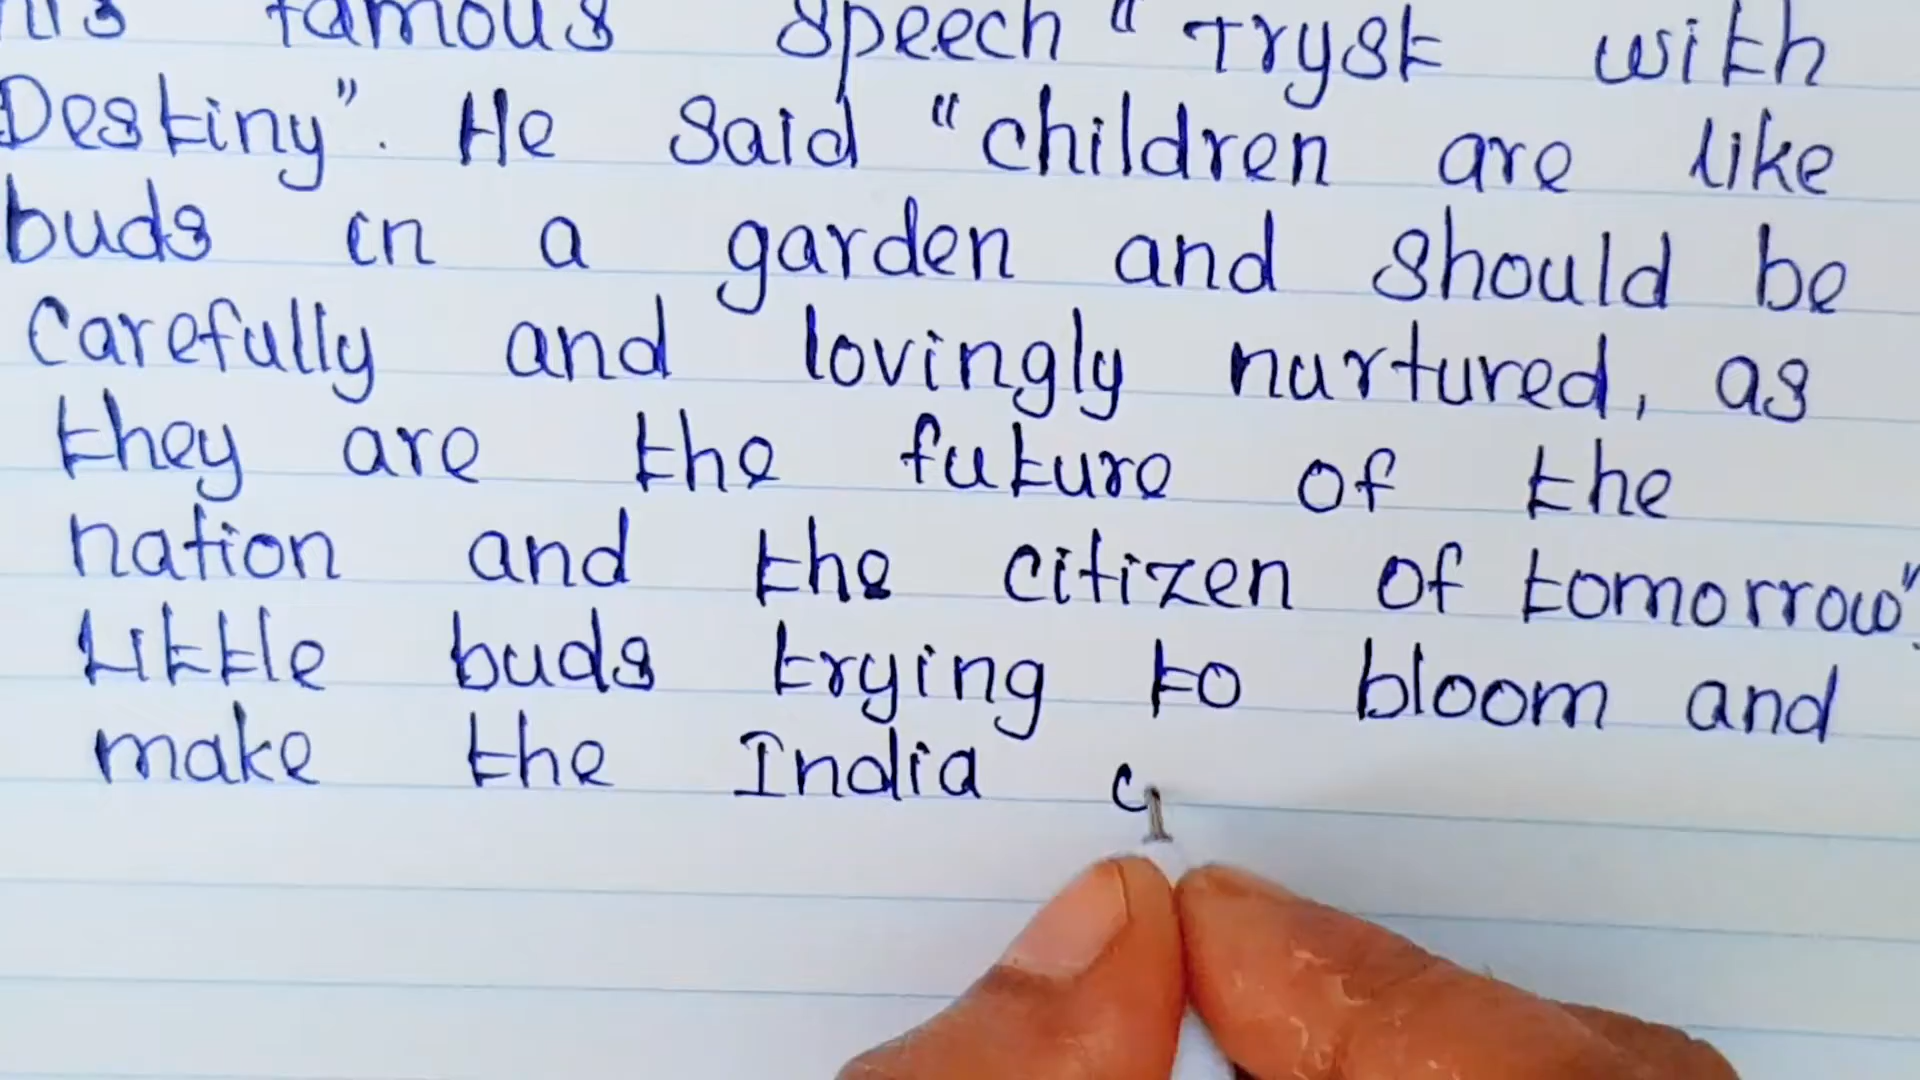 his famous speech "Tryst with
Destiny". He said "children are like
buds in a garden and should be
carefully and lovingly nurtured, as
they are the future of the
nation and the citizen of tomorrow".
Little buds trying to bloom and
make the India